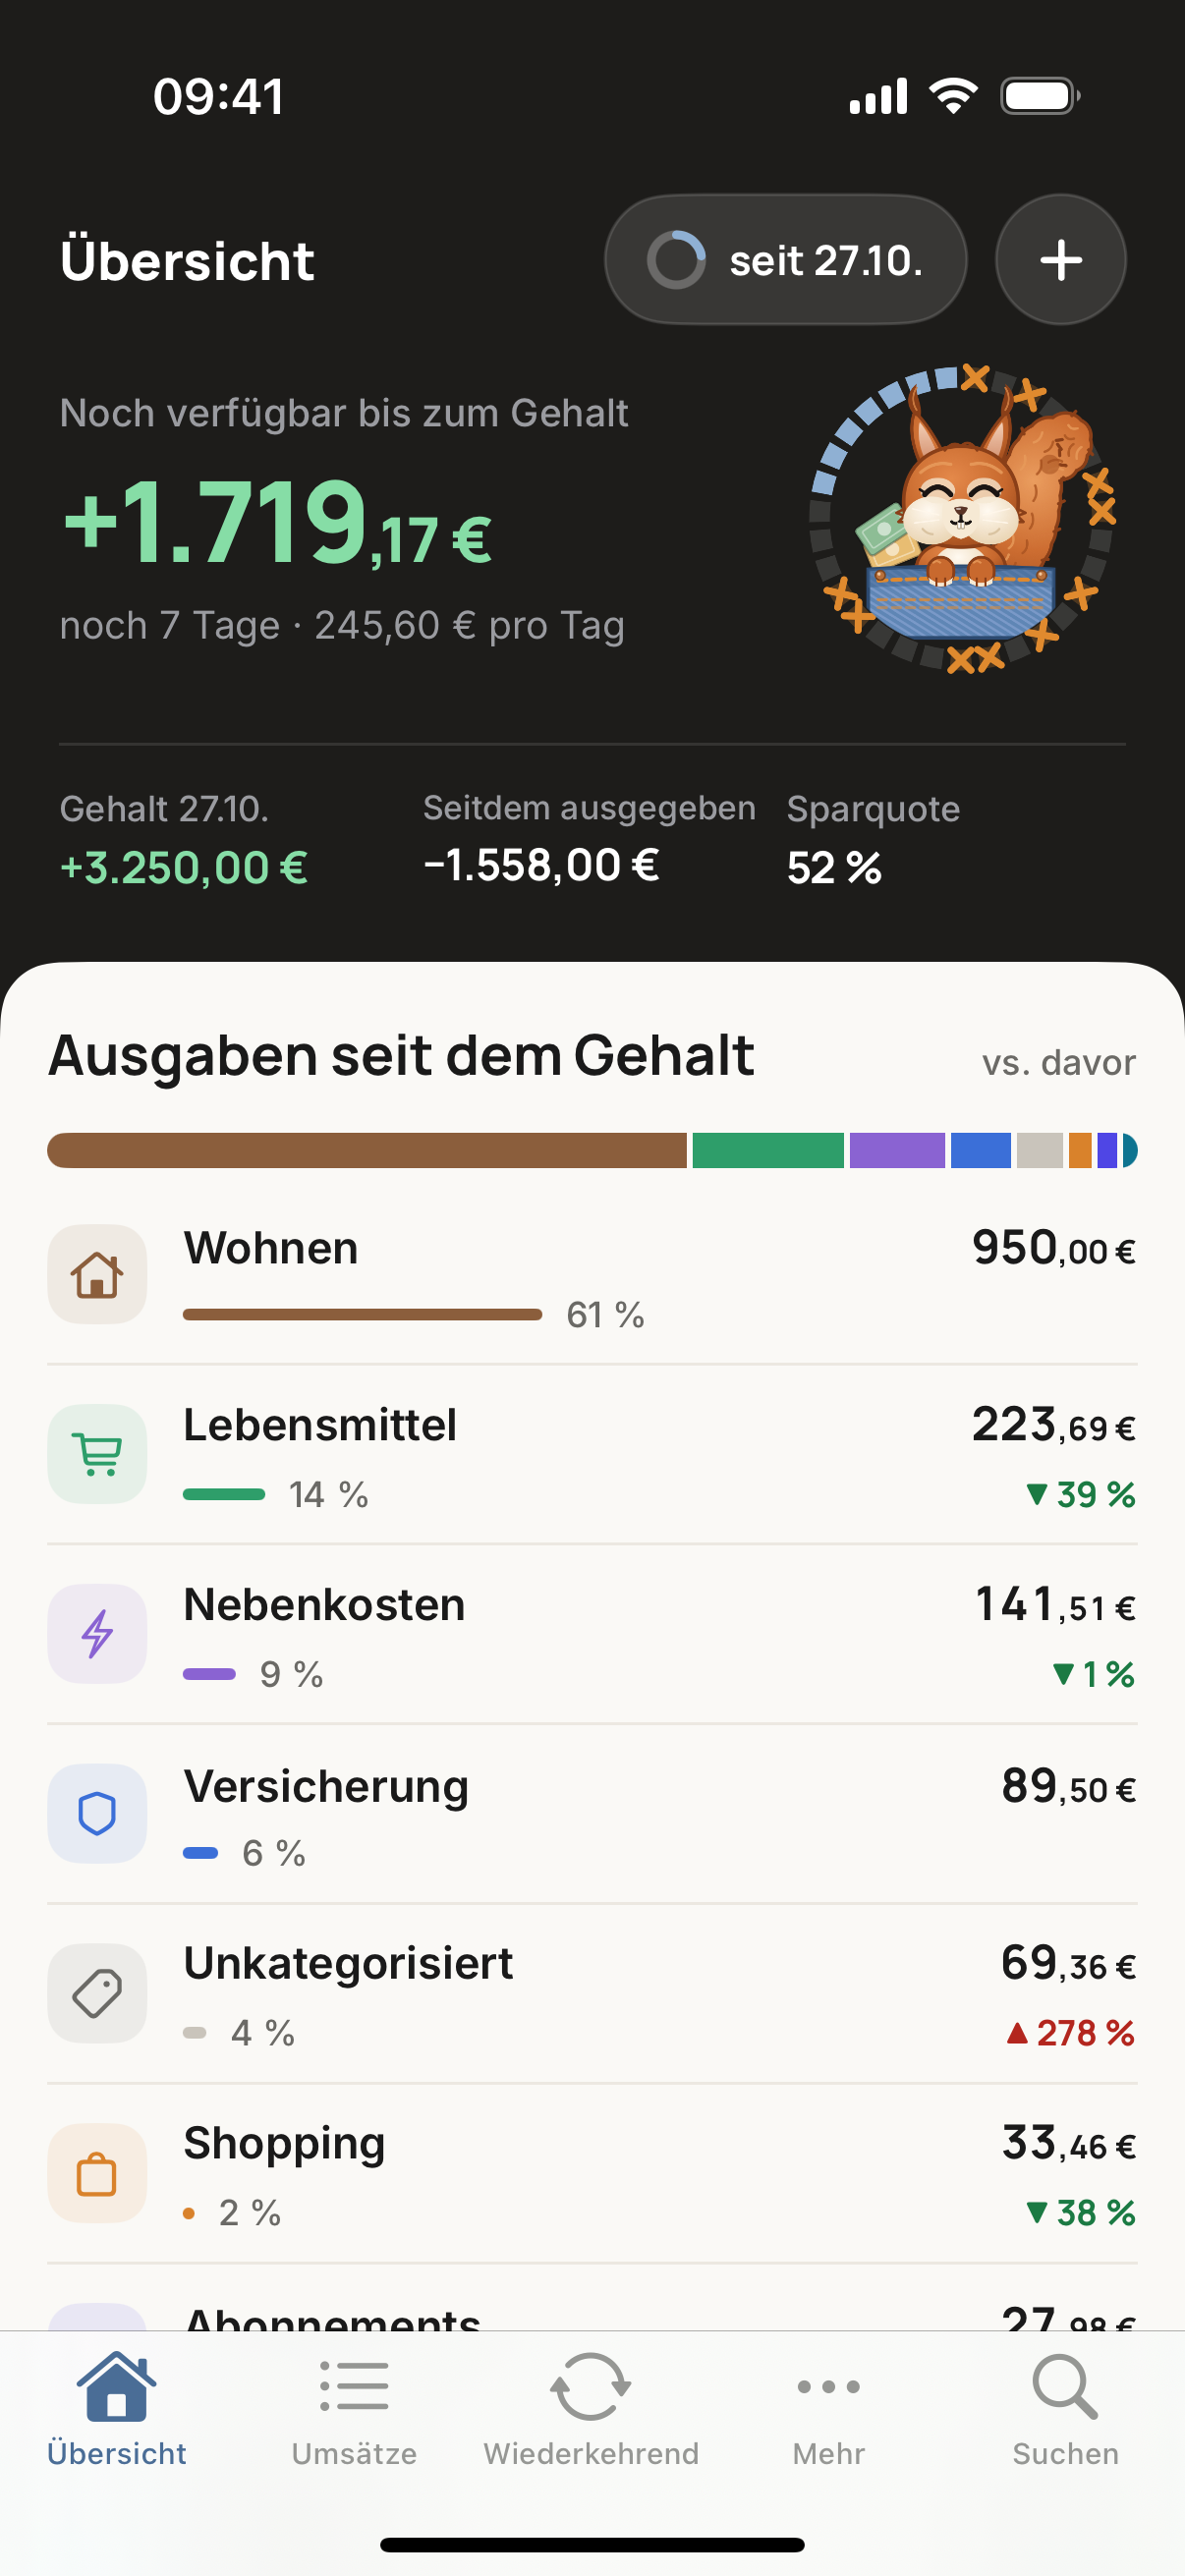 09:41
Übersicht
seit 27.10.
Noch verfügbar bis zum Gehalt
+1.719,17 €
noch 7 Tage · 245,60 € pro Tag
Gehalt 27.10. Seitdem ausgegeben Sparquote
+3.250,00 € −1.558,00 € 52 %
Ausgaben seit dem Gehalt vs. davor
Wohnen 950,00 €
61 %
Lebensmittel 223,69 €
14 % ▼ 39 %
Nebenkosten 141,51 €
9 % ▼ 1 %
Versicherung 89,50 €
6 %
Unkategorisiert 69,36 €
4 % ▲ 278 %
Shopping 33,46 €
2 % ▼ 38 %
Abonnements 27,98 €
Übersicht Umsätze Wiederkehrend Mehr Suchen